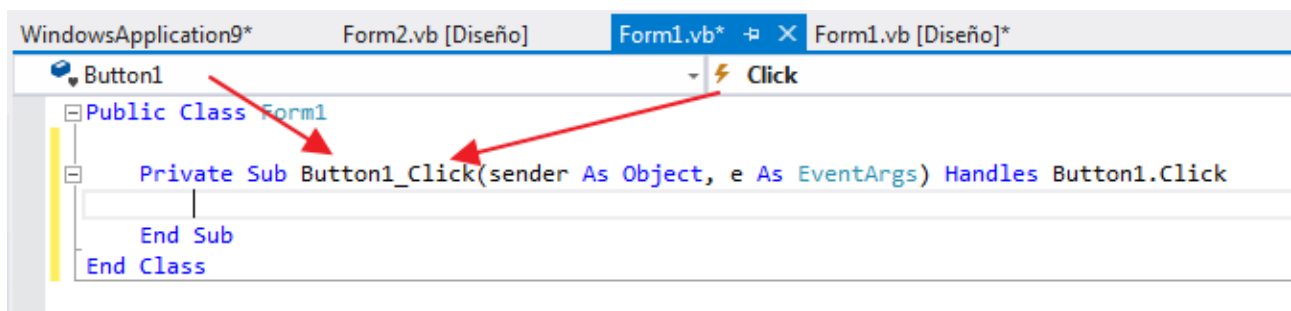 WindowsApplication9* Form2.vb [Diseño] Form1.vb* Form1.vb [Diseño]*
Button1 Click
Public Class Form1
Private Sub Button1_Click(sender As Object, e As EventArgs) Handles Button1.Click
End Sub
End Class